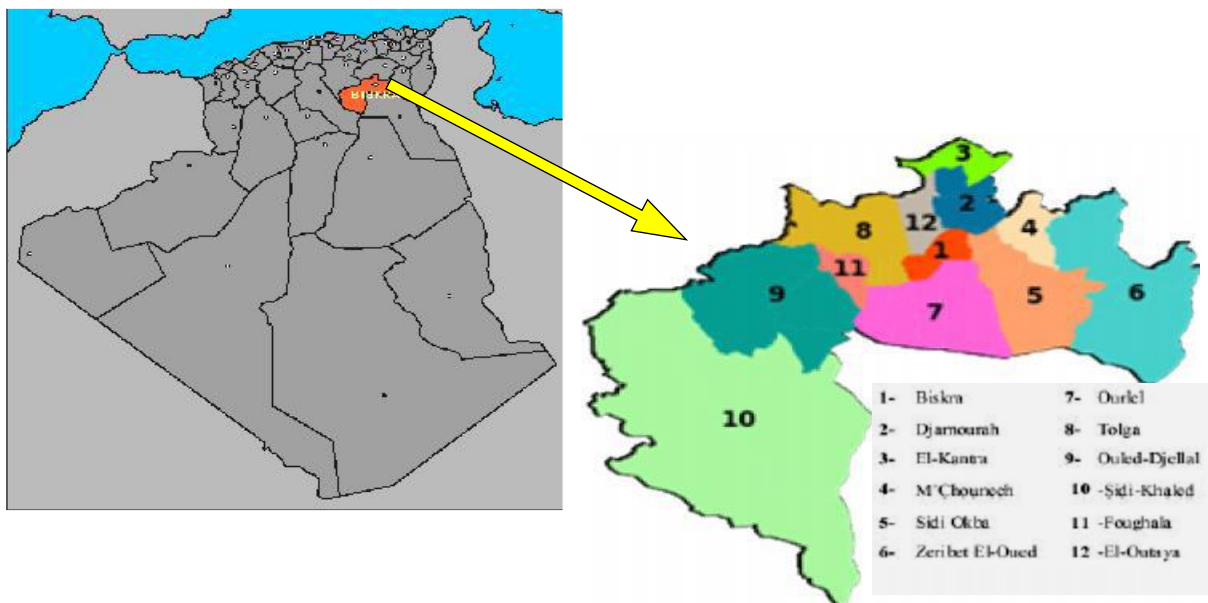 3
2
12
4
8
1
11
9
7
5
6
10
1- Biskra 7- Ourlel
2- Djamourah 8- Tolga
3- El-Kantra 9- Ouled-Djellal
4- M'Chounech 10 -Sidi-Khaled
5- Sidi Okba 11 -Foughala
6- Zeribet El-Oued 12 -El-Outaya